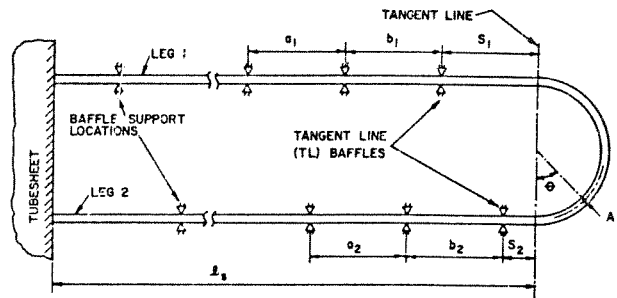 TANGENT LINE
a₁
b₁
S₁
LEG 1
BAFFLE SUPPORT
LOCATIONS
TANGENT LINE
(TL) BAFFLES
TUBESHEET
θ
A
LEG 2
a₂
b₂
S₂
ℓₛ